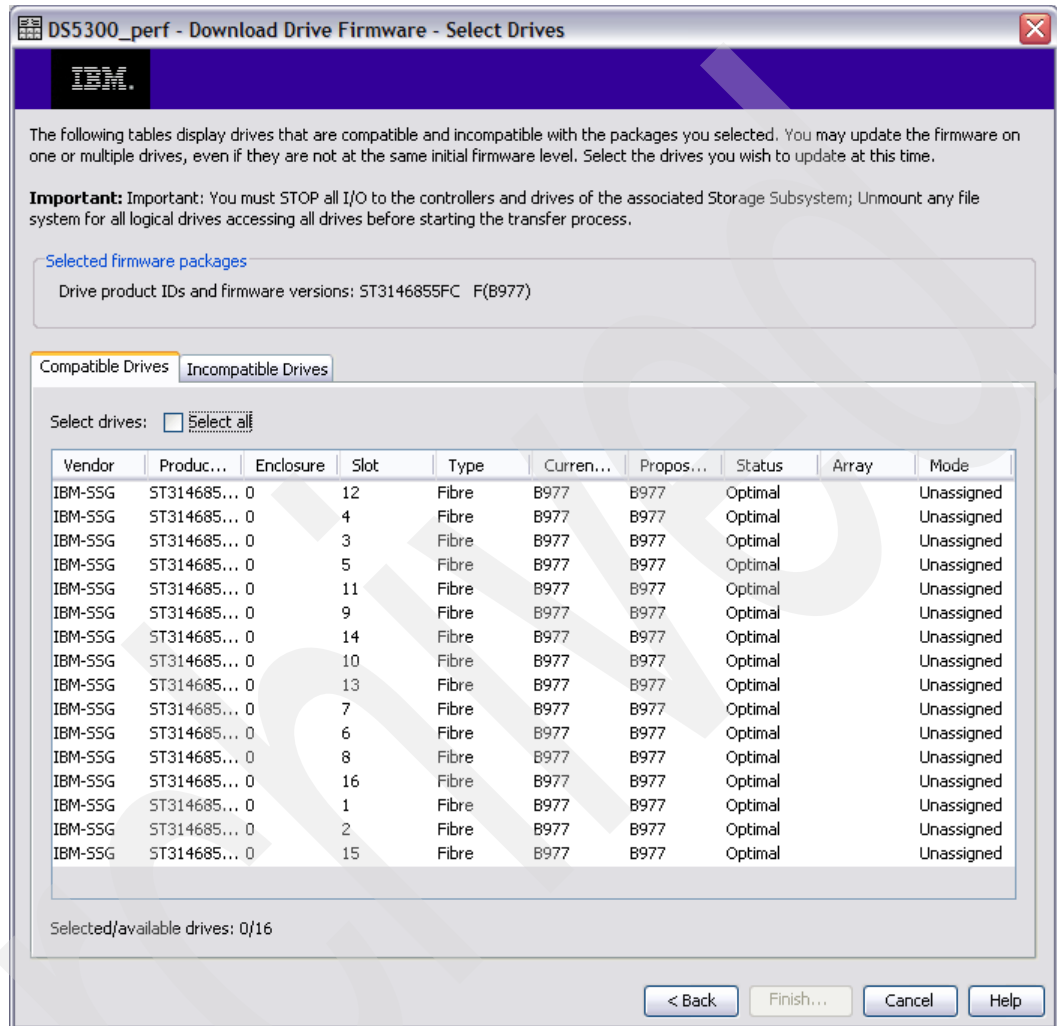 DS5300_perf - Download Drive Firmware - Select Drives
IBM.
The following tables display drives that are compatible and incompatible with the packages you selected. You may update the firmware on
one or multiple drives, even if they are not at the same initial firmware level. Select the drives you wish to update at this time.
Important: Important: You must STOP all I/O to the controllers and drives of the associated Storage Subsystem; Unmount any file
system for all logical drives accessing all drives before starting the transfer process.
Selected firmware packages
Drive product IDs and firmware versions: ST3146855FC F(B977)
Compatible Drives Incompatible Drives
Select drives: Select all
Vendor Produc... Enclosure Slot Type Curren... Propos... Status Array Mode
IBM-SSG ST314685... 0 12 Fibre B977 B977 Optimal Unassigned
IBM-SSG ST314685... 0 4 Fibre B977 B977 Optimal Unassigned
IBM-SSG ST314685... 0 3 Fibre B977 B977 Optimal Unassigned
IBM-SSG ST314685... 0 5 Fibre B977 B977 Optimal Unassigned
IBM-SSG ST314685... 0 11 Fibre B977 B977 Optimal Unassigned
IBM-SSG ST314685... 0 9 Fibre B977 B977 Optimal Unassigned
IBM-SSG ST314685... 0 14 Fibre B977 B977 Optimal Unassigned
IBM-SSG ST314685... 0 10 Fibre B977 B977 Optimal Unassigned
IBM-SSG ST314685... 0 13 Fibre B977 B977 Optimal Unassigned
IBM-SSG ST314685... 0 7 Fibre B977 B977 Optimal Unassigned
IBM-SSG ST314685... 0 6 Fibre B977 B977 Optimal Unassigned
IBM-SSG ST314685... 0 8 Fibre B977 B977 Optimal Unassigned
IBM-SSG ST314685... 0 16 Fibre B977 B977 Optimal Unassigned
IBM-SSG ST314685... 0 1 Fibre B977 B977 Optimal Unassigned
IBM-SSG ST314685... 0 2 Fibre B977 B977 Optimal Unassigned
IBM-SSG ST314685... 0 15 Fibre B977 B977 Optimal Unassigned
Selected/available drives: 0/16
< Back Finish... Cancel Help